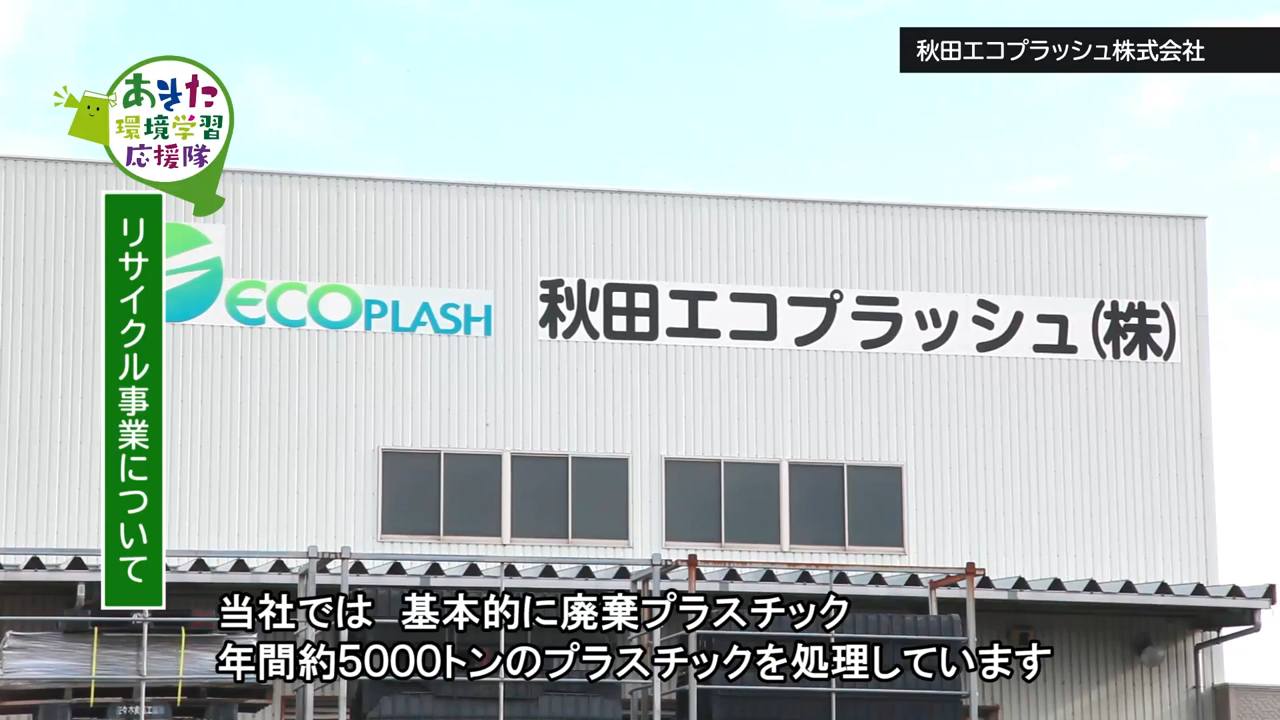 秋田エコプラッシュ株式会社
あきた
環境学習
応援隊
リサイクル事業について
ECOPLASH
秋田エコプラッシュ(株)
当社では 基本的に廃棄プラスチック
年間約5000トンのプラスチックを処理しています